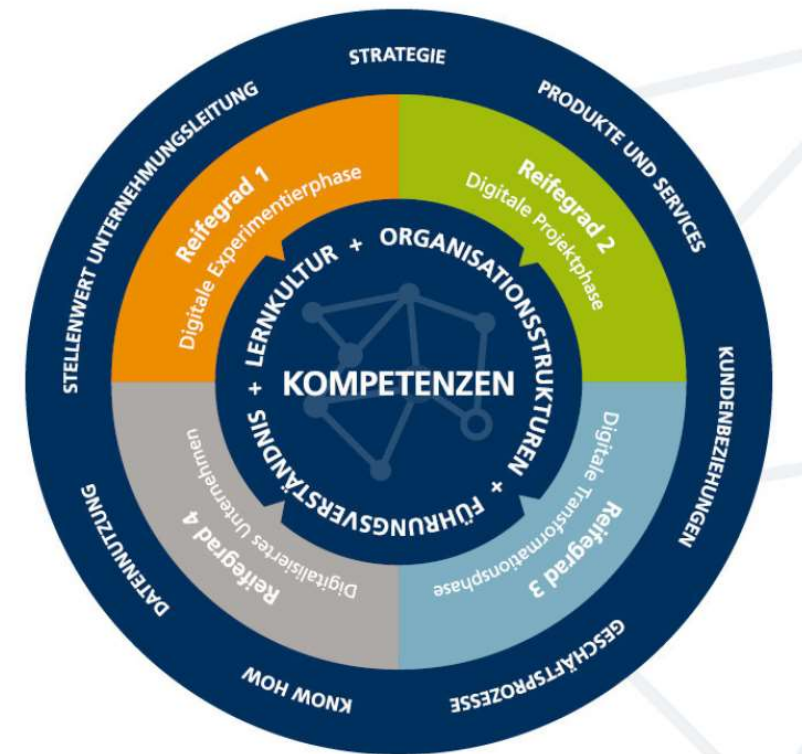 STRATEGIE
PRODUKTE UND SERVICES
KUNDENBEZIEHUNGEN
GESCHÄFTSPROZESSE
KNOW HOW
DATENNUTZUNG
STELLENWERT UNTERNEHMUNGSLEITUNG
Reifegrad 1
Digitale Experimentierphase
Reifegrad 2
Digitale Projektphase
Reifegrad 3
Digitale Transformationsphase
Reifegrad 4
Digitalisiertes Unternehmen
+ LERNKULTUR + ORGANISATIONSSTRUKTUREN + FÜHRUNGSVERSTÄNDNIS
KOMPETENZEN